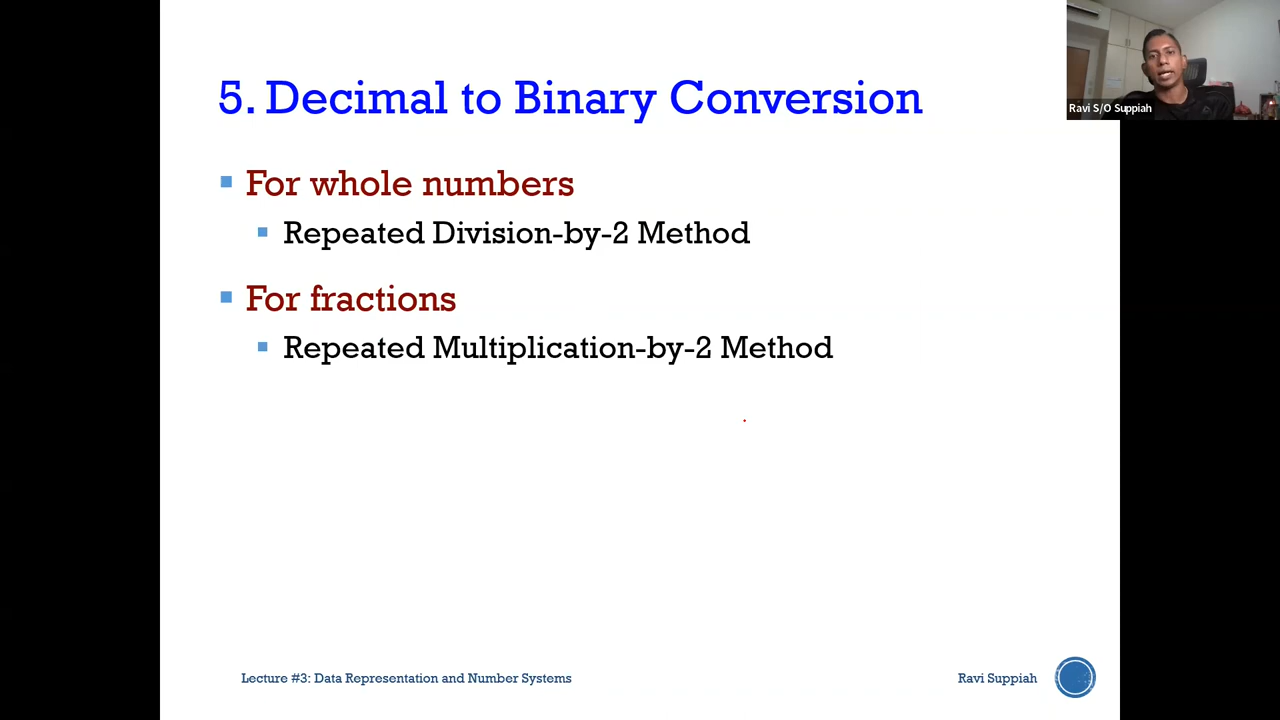 5. Decimal to Binary Conversion
Ravi S/O Suppiah
For whole numbers
Repeated Division-by-2 Method
For fractions
Repeated Multiplication-by-2 Method
Lecture #3: Data Representation and Number Systems
Ravi Suppiah